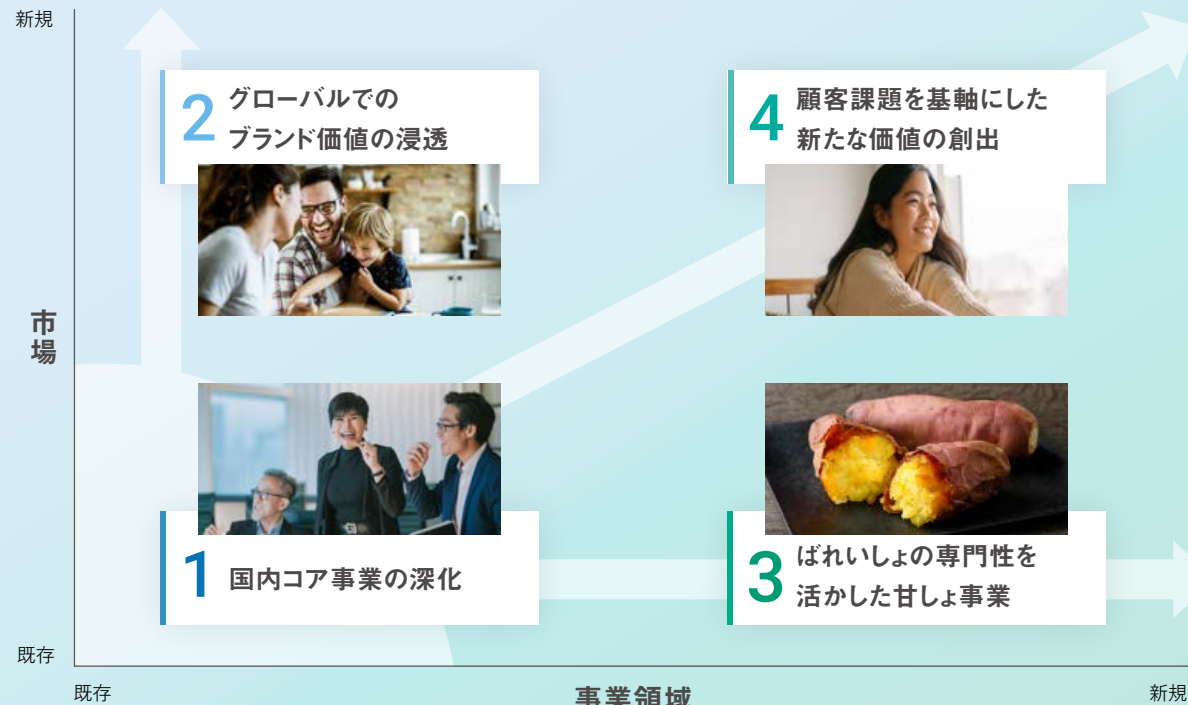 新規
2
グローバルでの
ブランド価値の浸透
4
顧客課題を基軸にした
新たな価値の創出
市場
1
国内コア事業の深化
3
ばれいしょの専門性を
活かした甘しょ事業
既存
既存
事業領域
新規